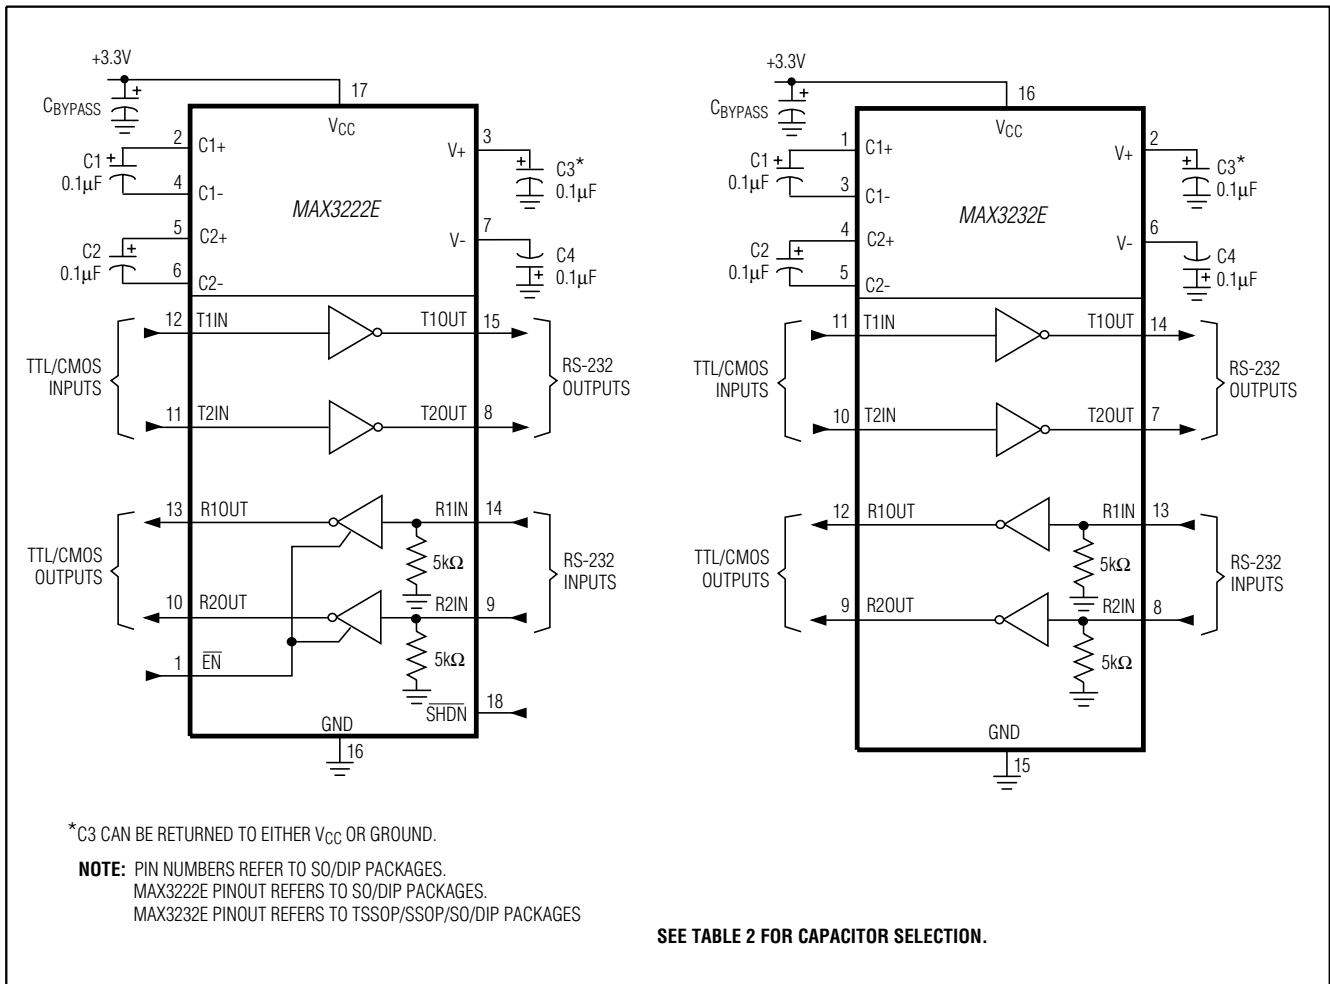 +3.3V
17
CBYPASS
VCC
2
C1+
C1
0.1µF
4
C1-
3
V+
C3*
0.1µF
MAX3222E
5
C2+
C2
0.1µF
6
C2-
7
V-
C4
0.1µF
12
T1IN
T1OUT
15
TTL/CMOS
INPUTS
RS-232
OUTPUTS
11
T2IN
T2OUT
8
13
R1OUT
R1IN
14
TTL/CMOS
OUTPUTS
5kΩ
RS-232
INPUTS
10
R2OUT
R2IN
9
1
EN
5kΩ
18
SHDN
GND
16
+3.3V
16
CBYPASS
VCC
1
C1+
C1
0.1µF
3
C1-
2
V+
C3*
0.1µF
MAX3232E
4
C2+
C2
0.1µF
5
C2-
6
V-
C4
0.1µF
11
T1IN
T1OUT
14
TTL/CMOS
INPUTS
RS-232
OUTPUTS
10
T2IN
T2OUT
7
12
R1OUT
R1IN
13
TTL/CMOS
OUTPUTS
5kΩ
RS-232
INPUTS
9
R2OUT
R2IN
8
5kΩ
GND
15
*C3 CAN BE RETURNED TO EITHER VCC OR GROUND.
NOTE: PIN NUMBERS REFER TO SO/DIP PACKAGES.
MAX3222E PINOUT REFERS TO SO/DIP PACKAGES.
MAX3232E PINOUT REFERS TO TSSOP/SSOP/SO/DIP PACKAGES
SEE TABLE 2 FOR CAPACITOR SELECTION.